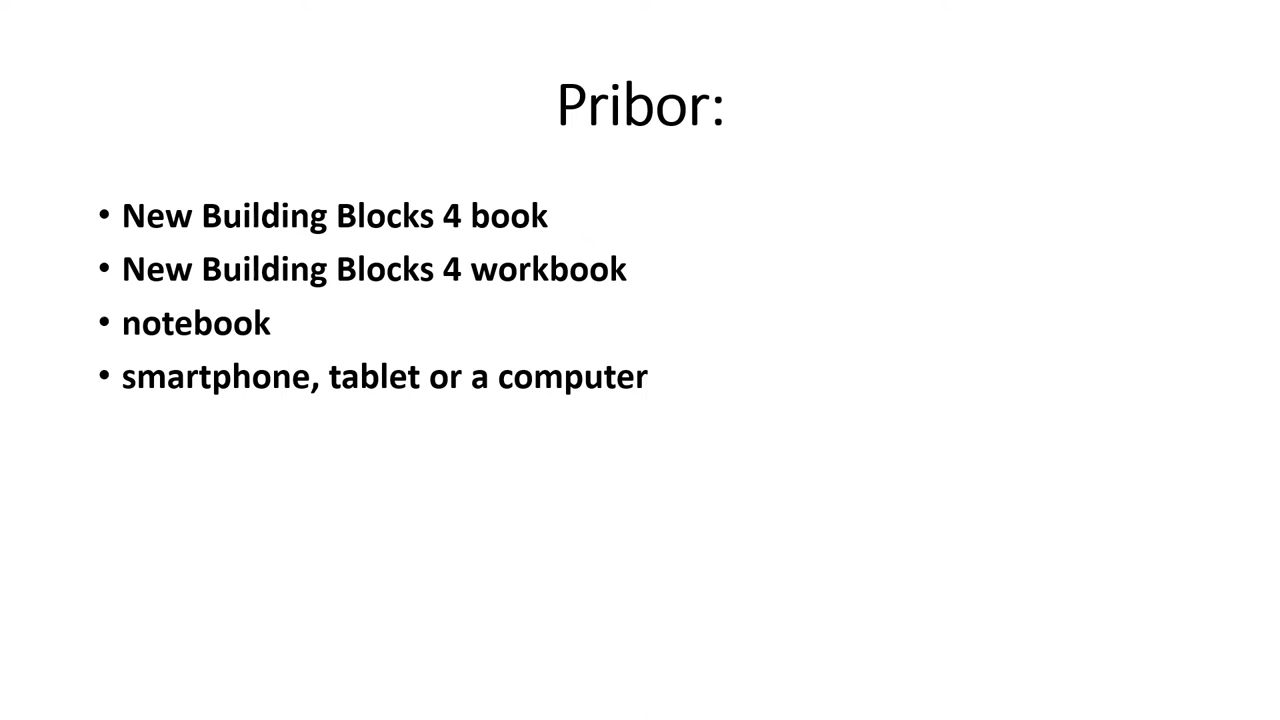 Pribor:
• New Building Blocks 4 book
• New Building Blocks 4 workbook
• notebook
• smartphone, tablet or a computer